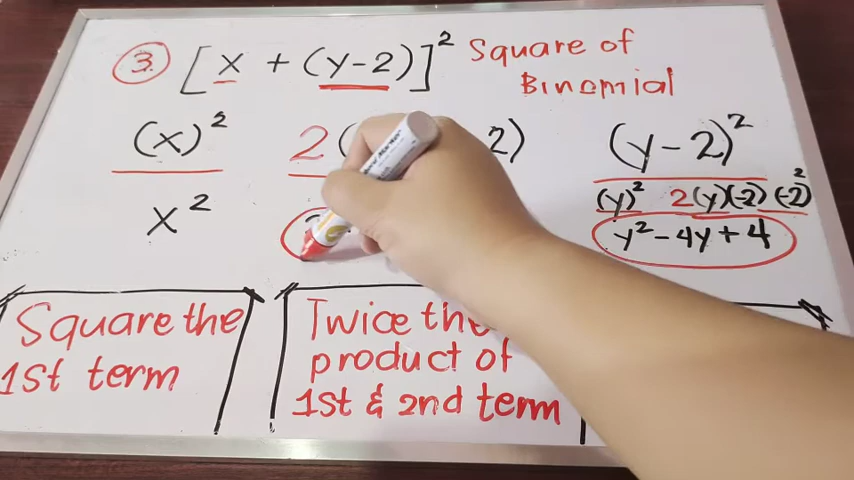 ③ [x + (y-2)]² Square of
Binomial
(x)²
2( 2)
(y-2)²
(y)² 2(y)(-2) (-2)²
x²
y² - 4y + 4
Square the
1st term
Twice the
product of
1st & 2nd term